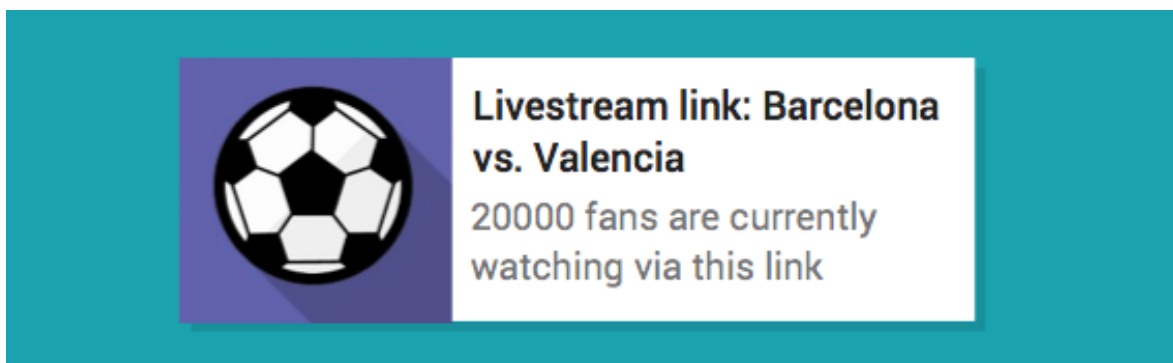 Livestream link: Barcelona
vs. Valencia
20000 fans are currently
watching via this link